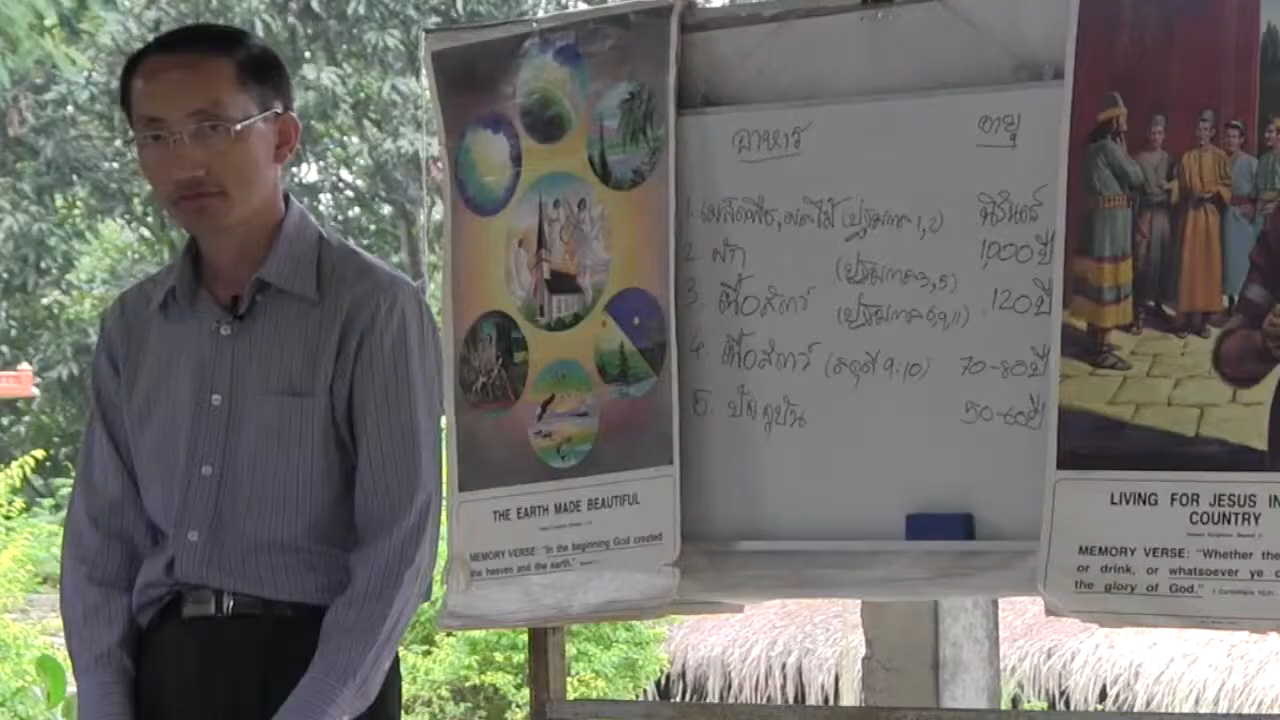 อาหาร อายุ
1. เมล็ดพืช, ผลไม้ (ปฐมกาล 1, 2) นิรันดร์
2. ผัก (ปฐมกาล 3, 5) 1,000 ปี
3. เนื้อสัตว์ (ปฐมกาล 6, 9, 11) 120 ปี
4. เนื้อสัตว์ (สดุดี 9:10) 70-80 ปี
5. ปัจจุบัน 50-60 ปี
THE EARTH MADE BEAUTIFUL
MEMORY VERSE: "In the beginning God created
the heaven and the earth."
LIVING FOR JESUS IN
COUNTRY
MEMORY VERSE: "Whether the
or drink, or whatsoever ye
the glory of God."